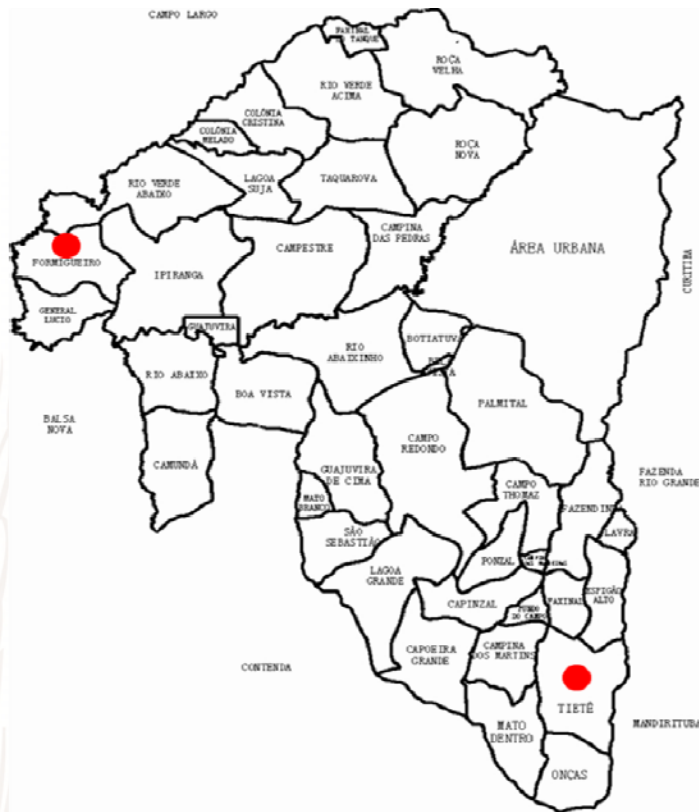 CAMPO LARGO
FAXINAL
DO TANQUE
ROÇA
VELHA
RIO VERDE
ACIMA
COLÔNIA
CRISTINA
COLÔNIA
MELADO
ROÇA
NOVA
RIO VERDE
ABAIXO
LAGOA
SUJA
TAQUAROVA
CAMPINA
DAS PEDRAS
ÁREA URBANA
CURITIBA
CAMPESTRE
FORMIGUEIRO
IPIRANGA
GENERAL
LUCIO
GUAJUVIRA
RIO
ABAIXINHO
BOTIATUVA
RIO ABAIXO
BOA VISTA
PALMITAL
BALSA
NOVA
CAMPO
REDONDO
CAMUNDÁ
GUAJUVIRA
DE CIMA
CAMPO
THOMAZ
FAZENDA
RIO GRANDE
MATO
BRANCO
FAZENDINH
LAVRA
SÃO
SEBASTIÃO
PONZAL
LAGOA
GRANDE
ESPIGÃO
ALTO
CAPINZAL
FUNDO
DO CAMPO
FAXINAL
CAPOEIRA
GRANDE
CAMPINA
DOS MARTINS
CONTENDA
TIETÊ
MANDIRITUBA
MATO
DENTRO
ONÇAS